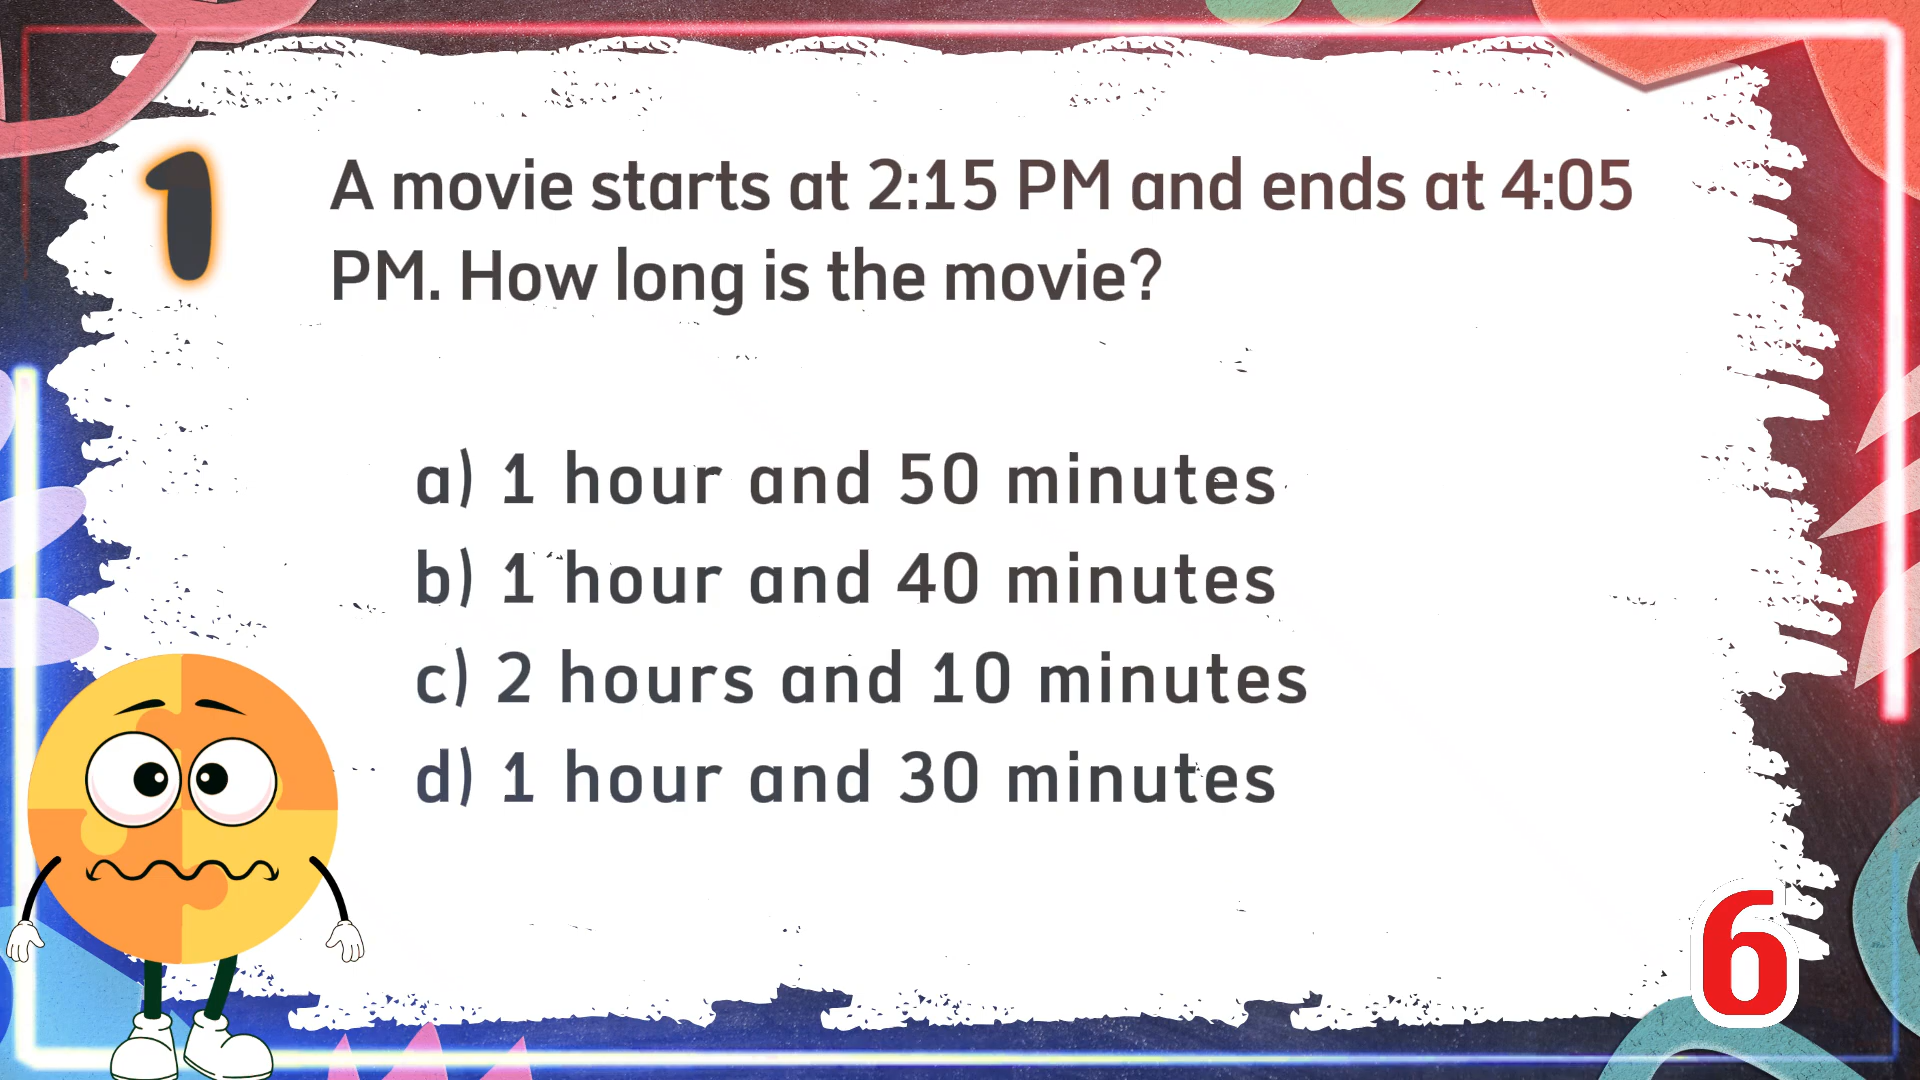 1
A movie starts at 2:15 PM and ends at 4:05
PM. How long is the movie?
a) 1 hour and 50 minutes
b) 1 hour and 40 minutes
c) 2 hours and 10 minutes
d) 1 hour and 30 minutes
6